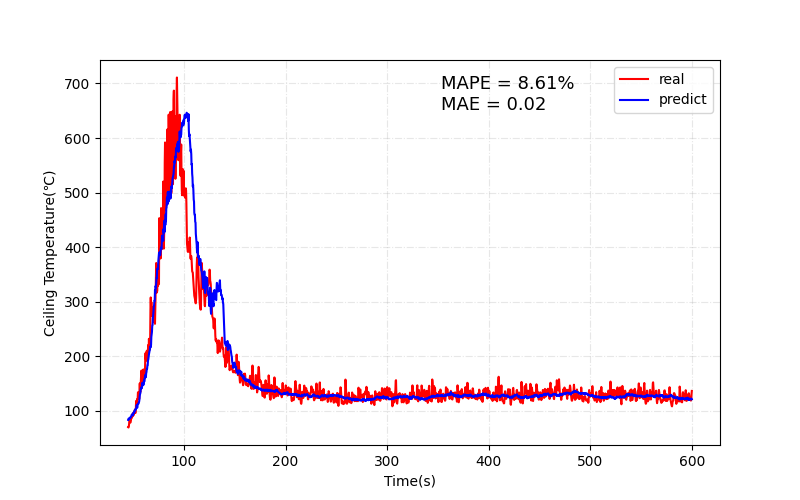 MAPE = 8.61%
MAE = 0.02
real
predict
700
600
500
400
300
200
100
Ceiling Temperature(℃)
100 200 300 400 500 600
Time(s)